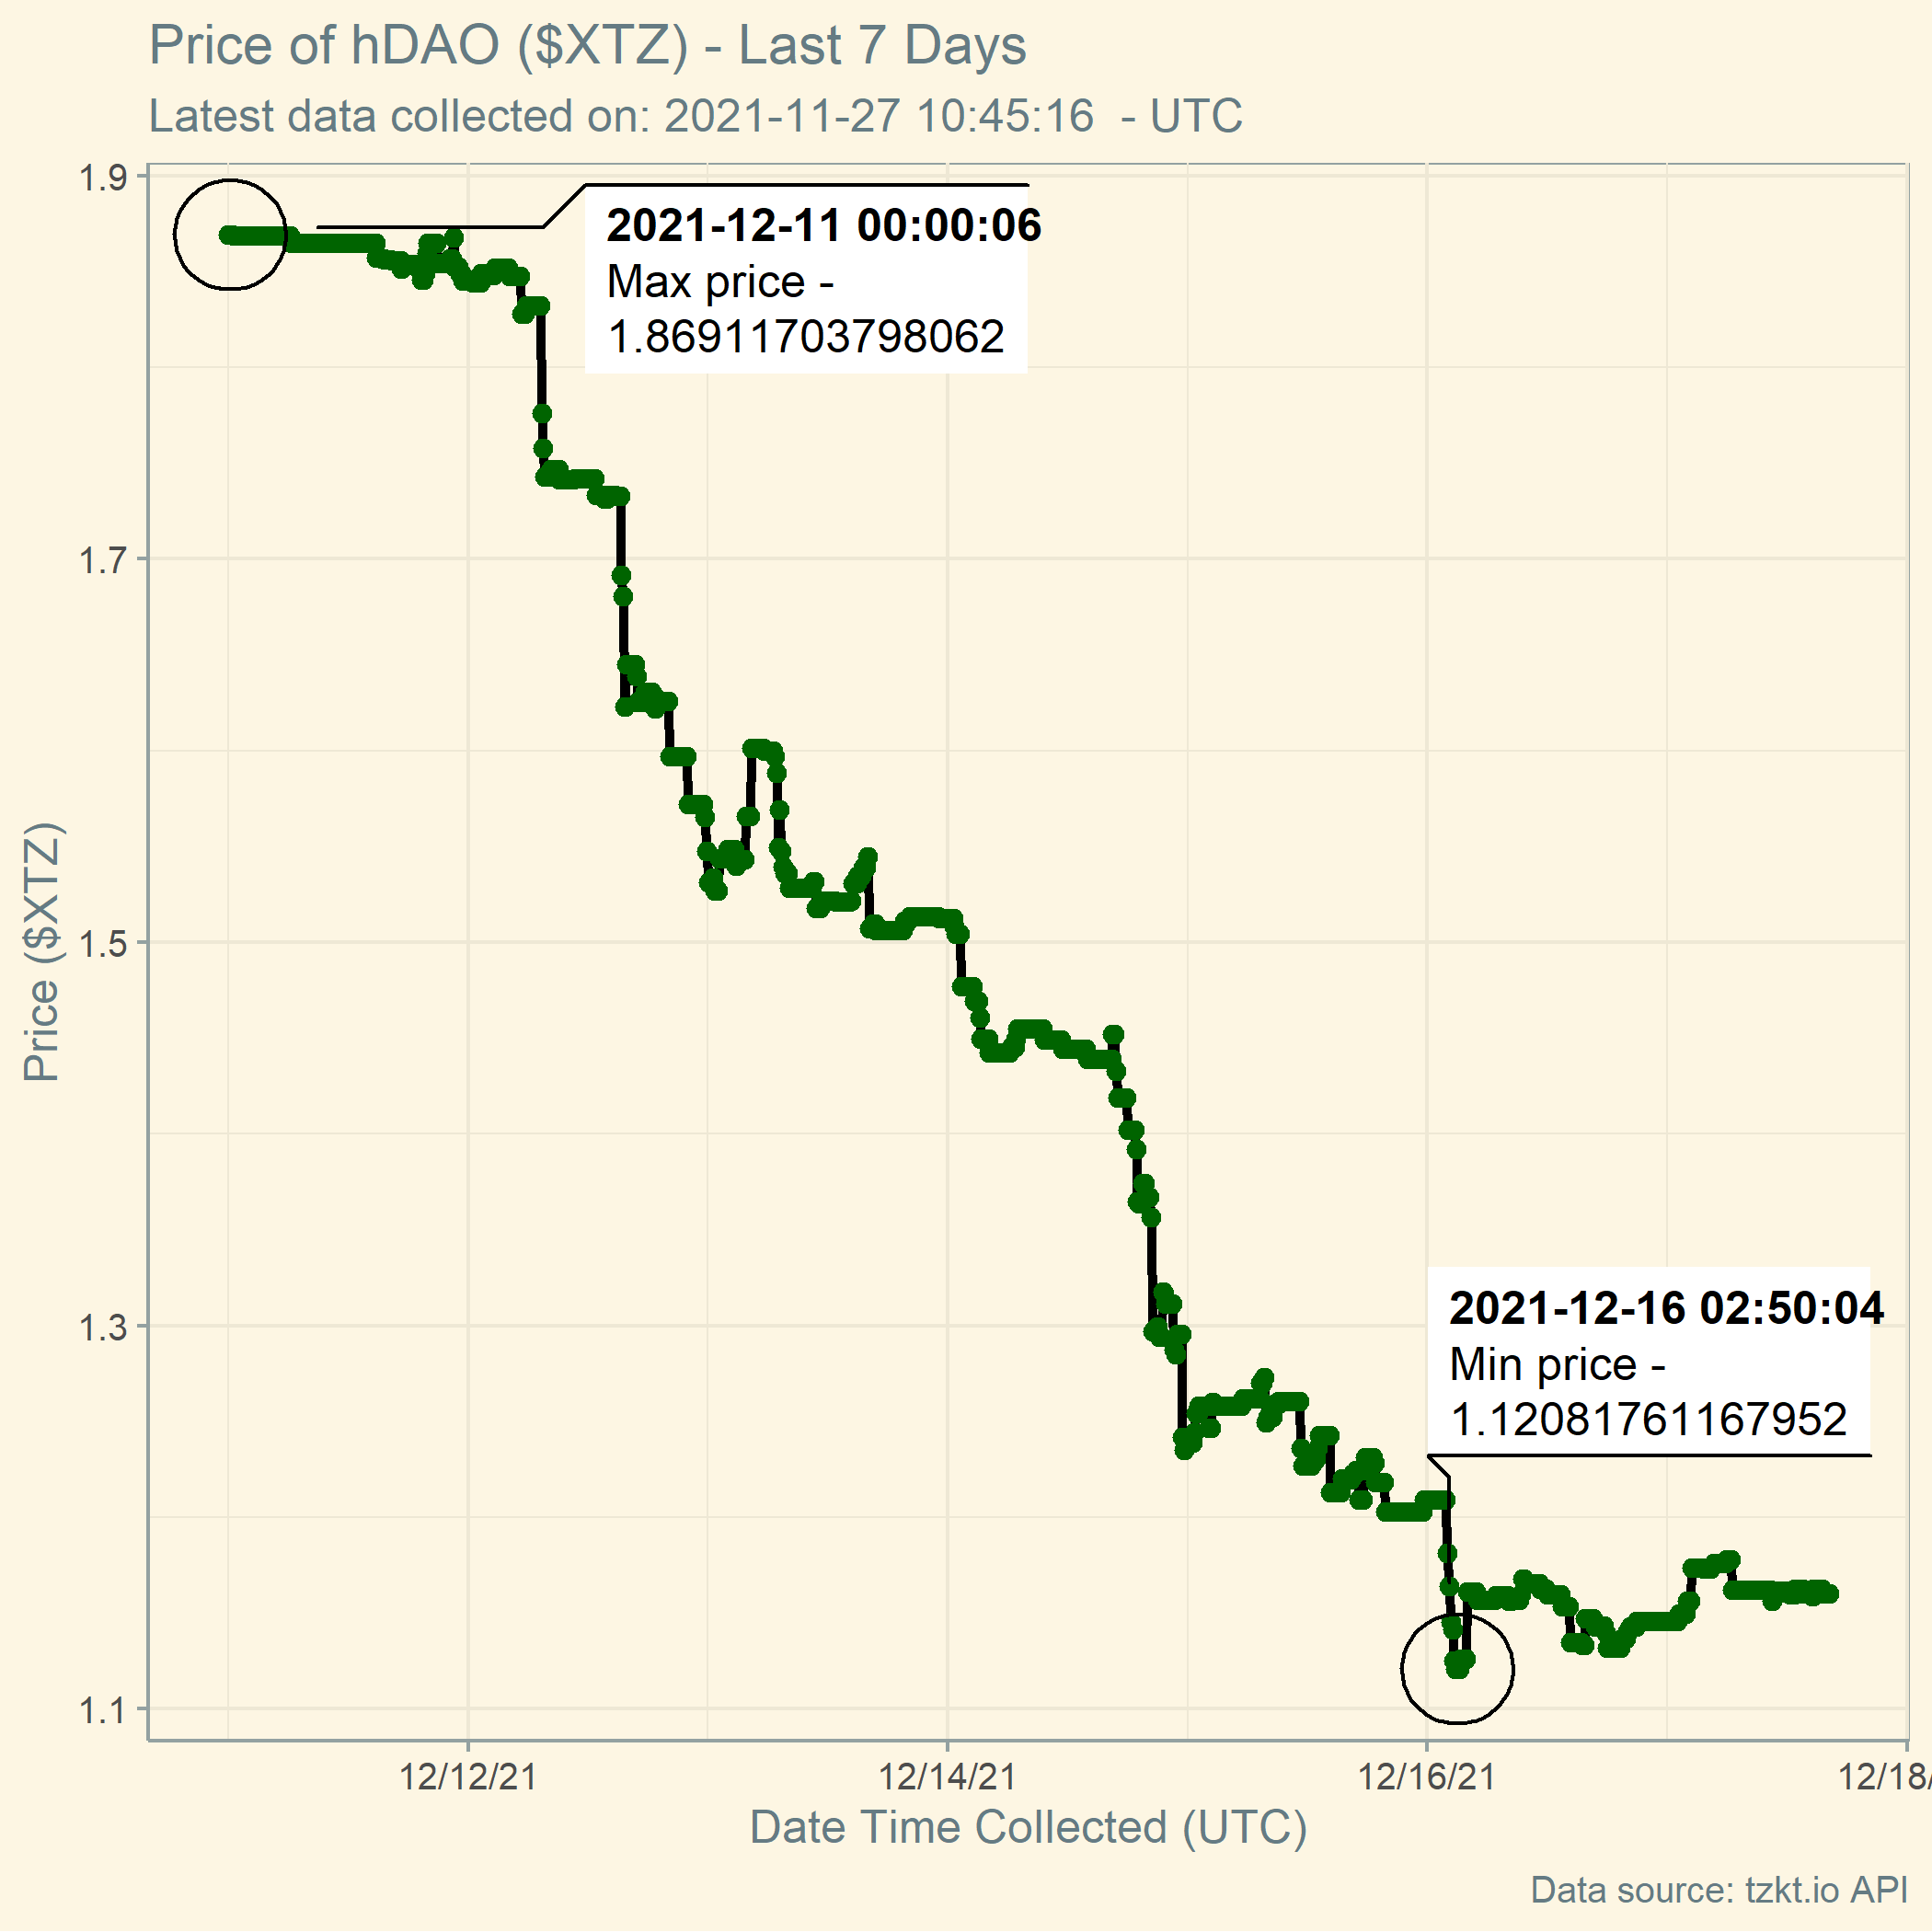 Price of hDAO ($XTZ) - Last 7 Days
Latest data collected on: 2021-11-27 10:45:16  - UTC
1.9
2021-12-11 00:00:06
Max price -
1.86911703798062
1.7
Price ($XTZ)
1.5
1.3
2021-12-16 02:50:04
Min price -
1.12081761167952
1.1
12/12/21
12/14/21
12/16/21
12/18/
Date Time Collected (UTC)
Data source: tzkt.io API